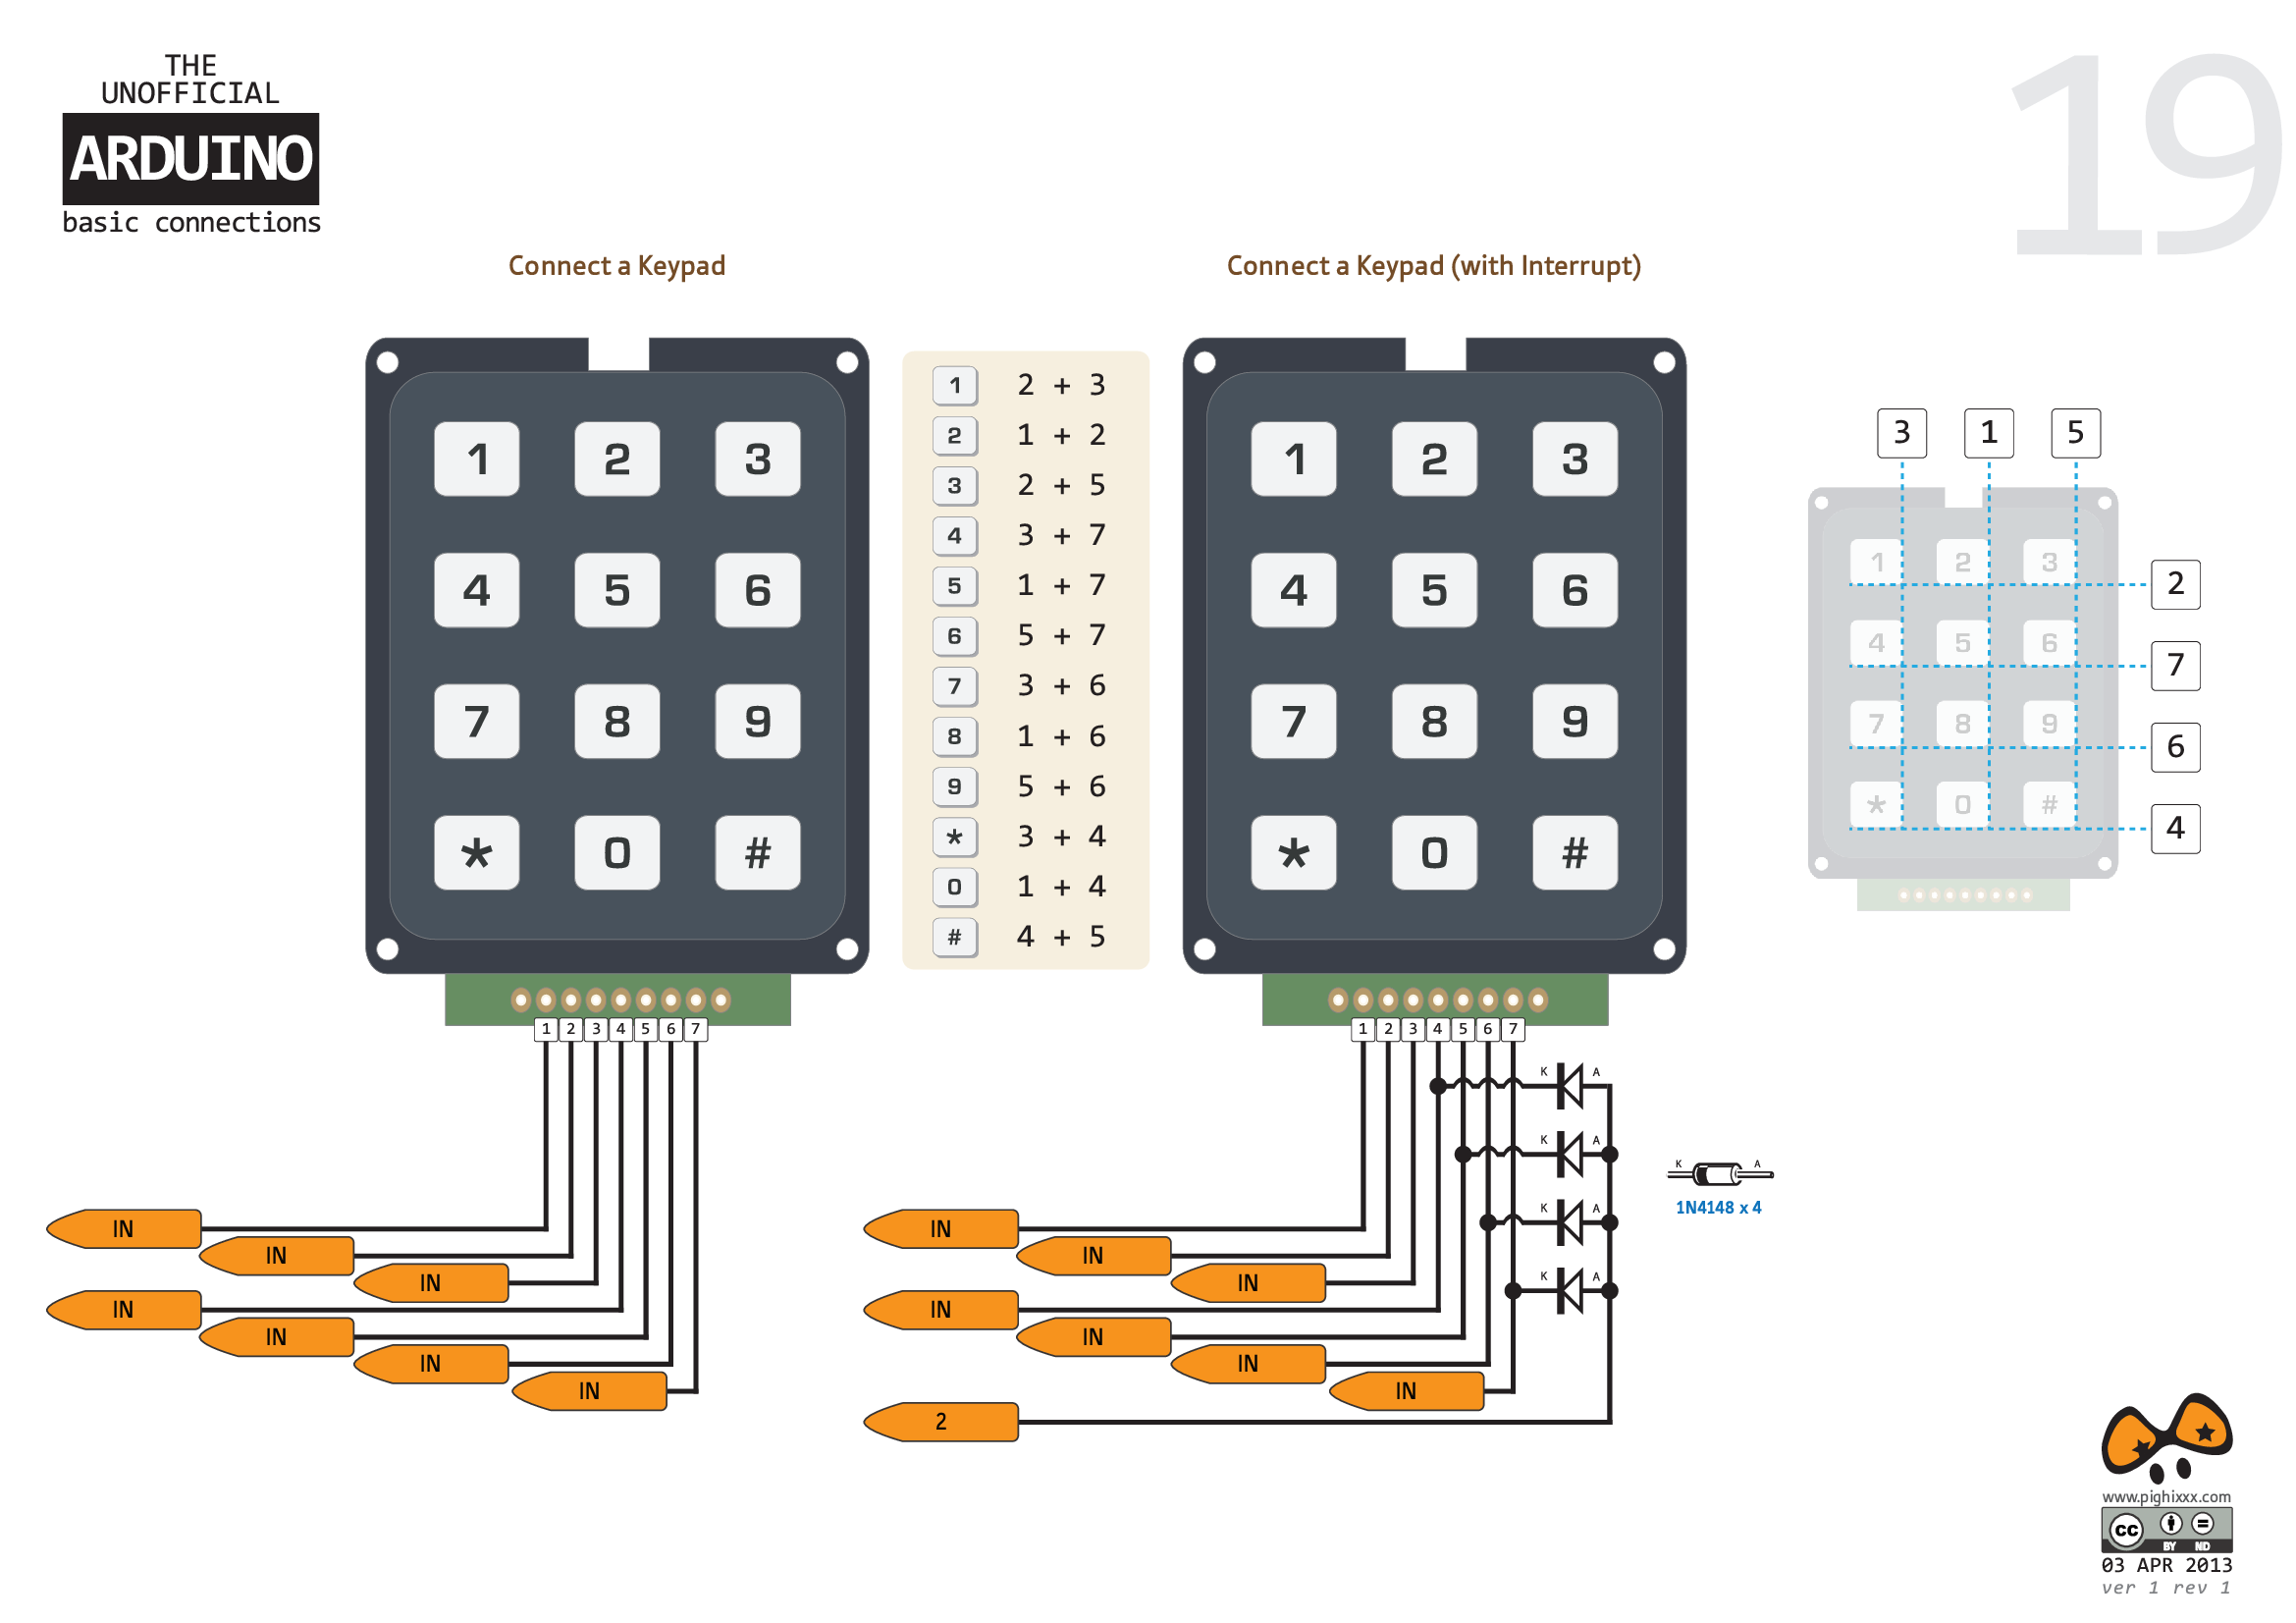 THE
UNOFFICIAL
ARDUINO
basic connections
19
Connect a Keypad
1 2 3
4 5 6
7 8 9
* 0 #
1 2 3 4 5 6 7
IN
IN
IN
IN
IN
IN
IN
1 2 + 3
2 1 + 2
3 2 + 5
4 3 + 7
5 1 + 7
6 5 + 7
7 3 + 6
8 1 + 6
9 5 + 6
* 3 + 4
0 1 + 4
# 4 + 5
Connect a Keypad (with Interrupt)
1 2 3
4 5 6
7 8 9
* 0 #
1 2 3 4 5 6 7
K A
K A
K A
K A
IN
IN
IN
IN
IN
IN
IN
2
K A
1N4148 x 4
3 1 5
1 2 3
2
4 5 6
7
7 8 9
6
* 0 #
4
www.pighixxx.com
cc
BY ND
03 APR 2013
ver 1 rev 1